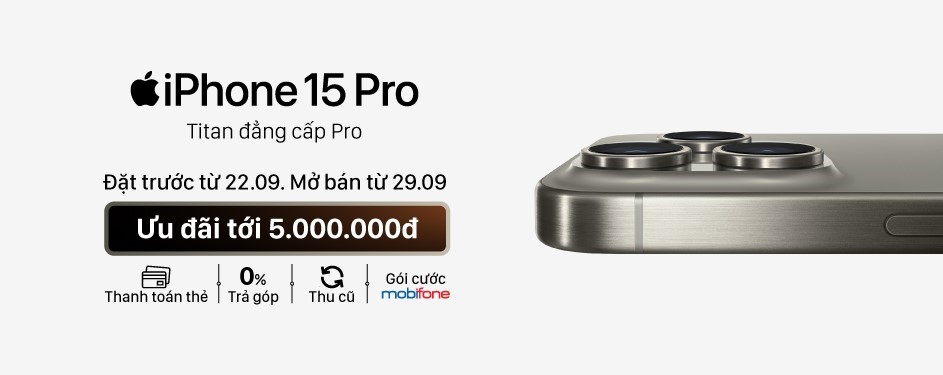 iPhone 15 Pro
Titan đẳng cấp Pro
Đặt trước từ 22.09. Mở bán từ 29.09
Ưu đãi tới 5.000.000đ
Thanh toán thẻ
0%
Trả góp
Thu cũ
Gói cước
mobifone